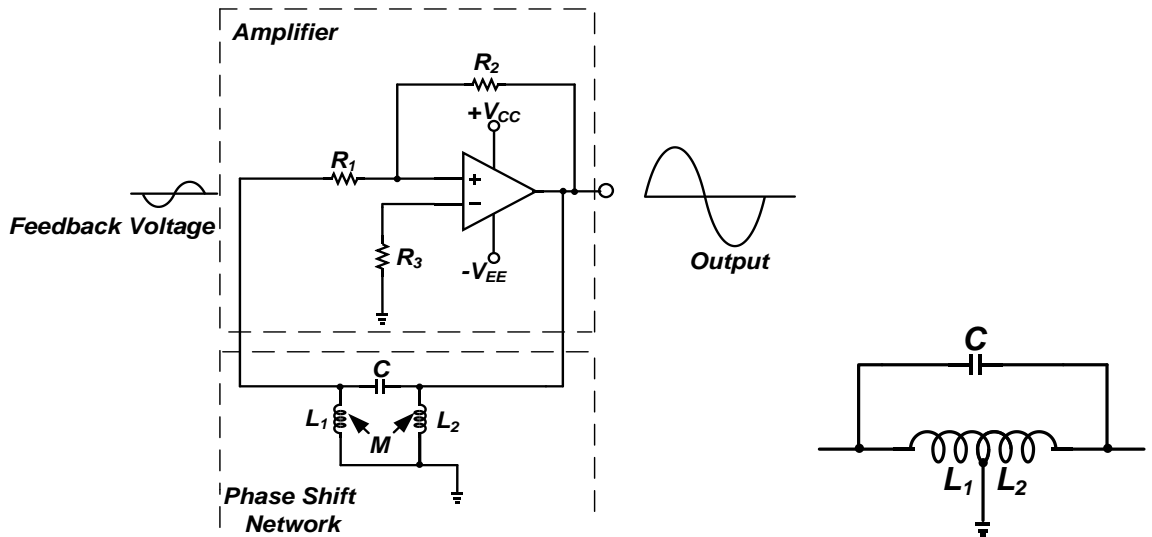 Amplifier
R2
+VCC
R1
+
−
Feedback Voltage
R3
-VEE
Output
C
L1
L2
M
Phase Shift
Network
C
L1 L2